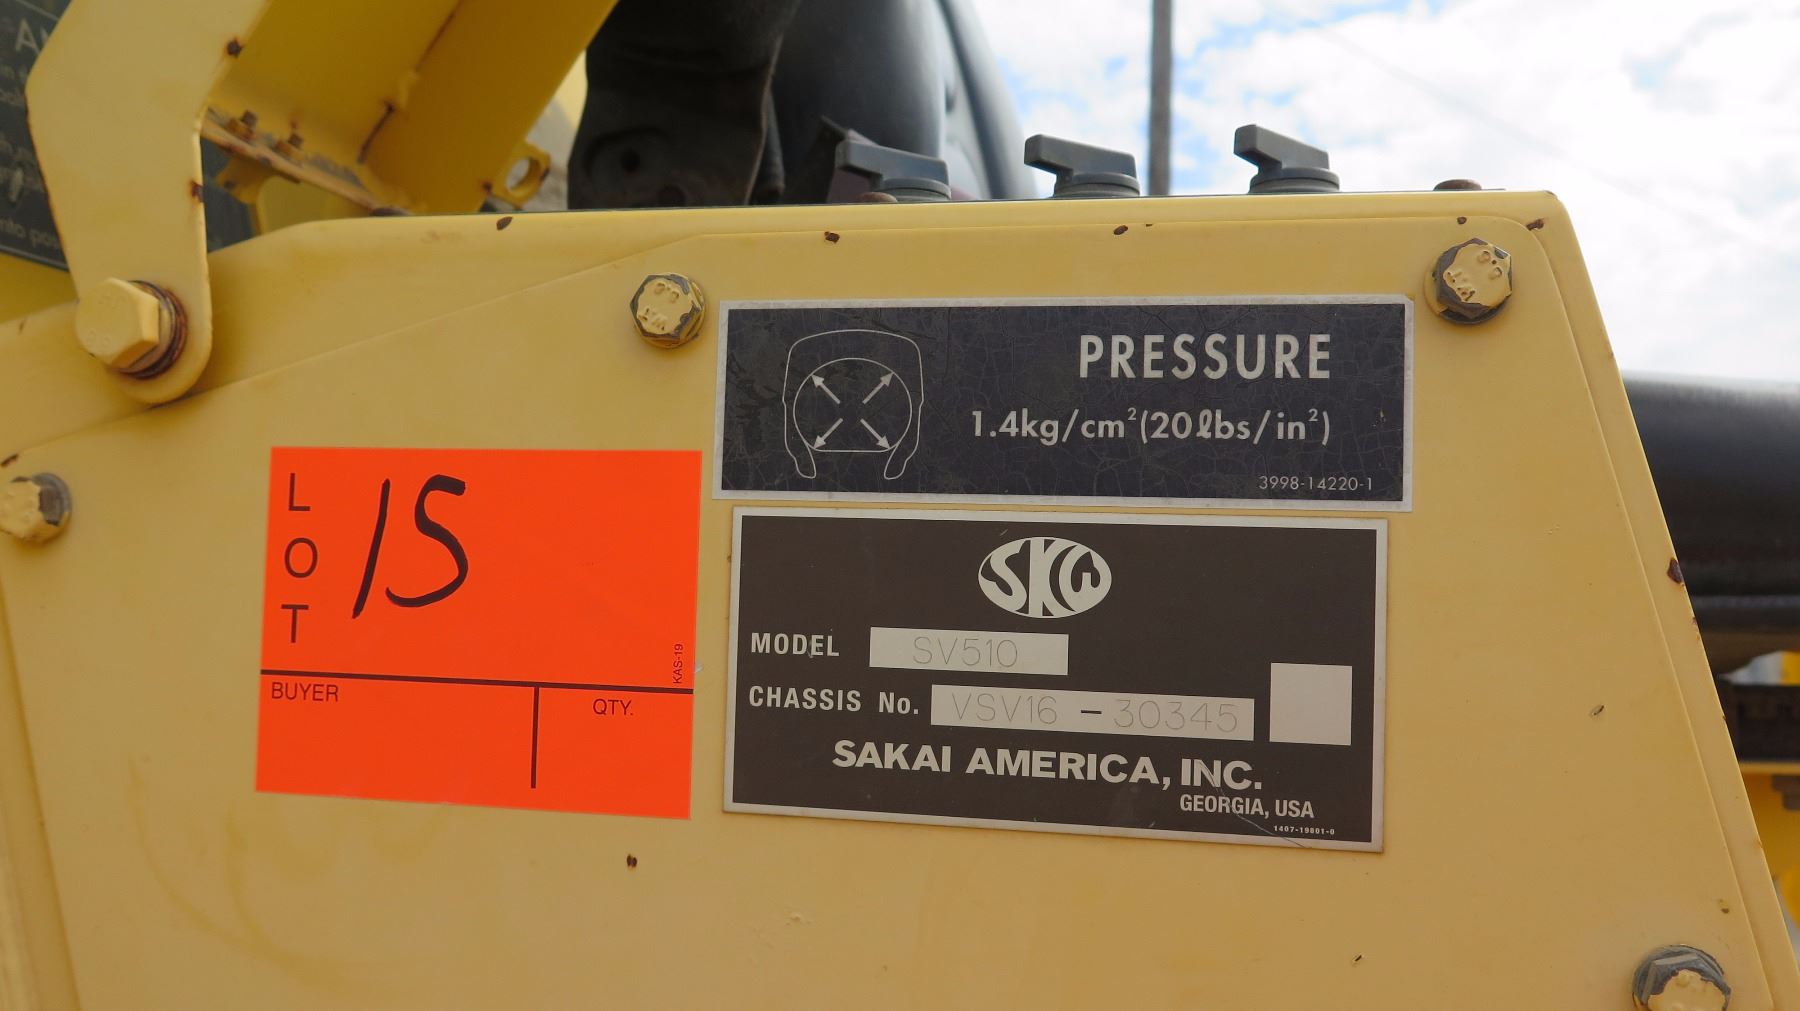 LOT
15
KAS-19
BUYER
QTY.
PRESSURE
1.4kg/cm²(20ℓbs/in²)
3998-14220-1
SKW
MODEL SV510
CHASSIS No. VSV16 - 30345
SAKAI AMERICA, INC.
GEORGIA, USA
1407-19801-0